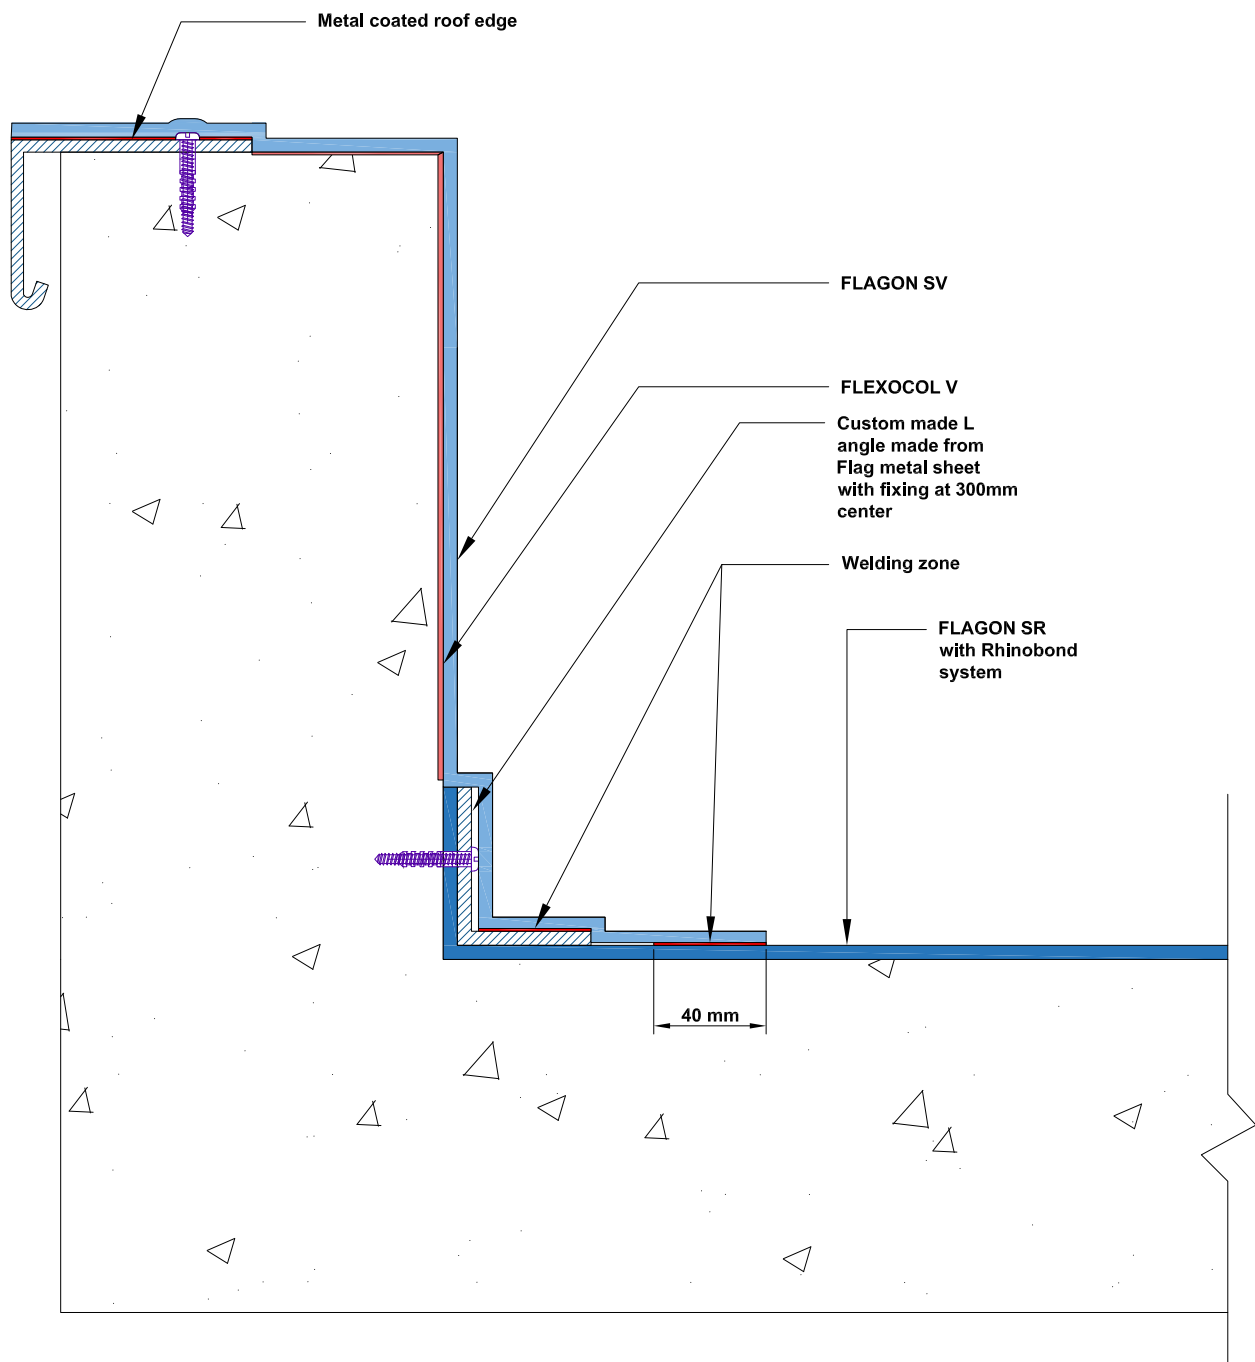 Metal coated roof edge
FLAGON SV
FLEXOCOL V
Custom made L
angle made from
Flag metal sheet
with fixing at 300mm
center
Welding zone
FLAGON SR
with Rhinobond
system
40 mm